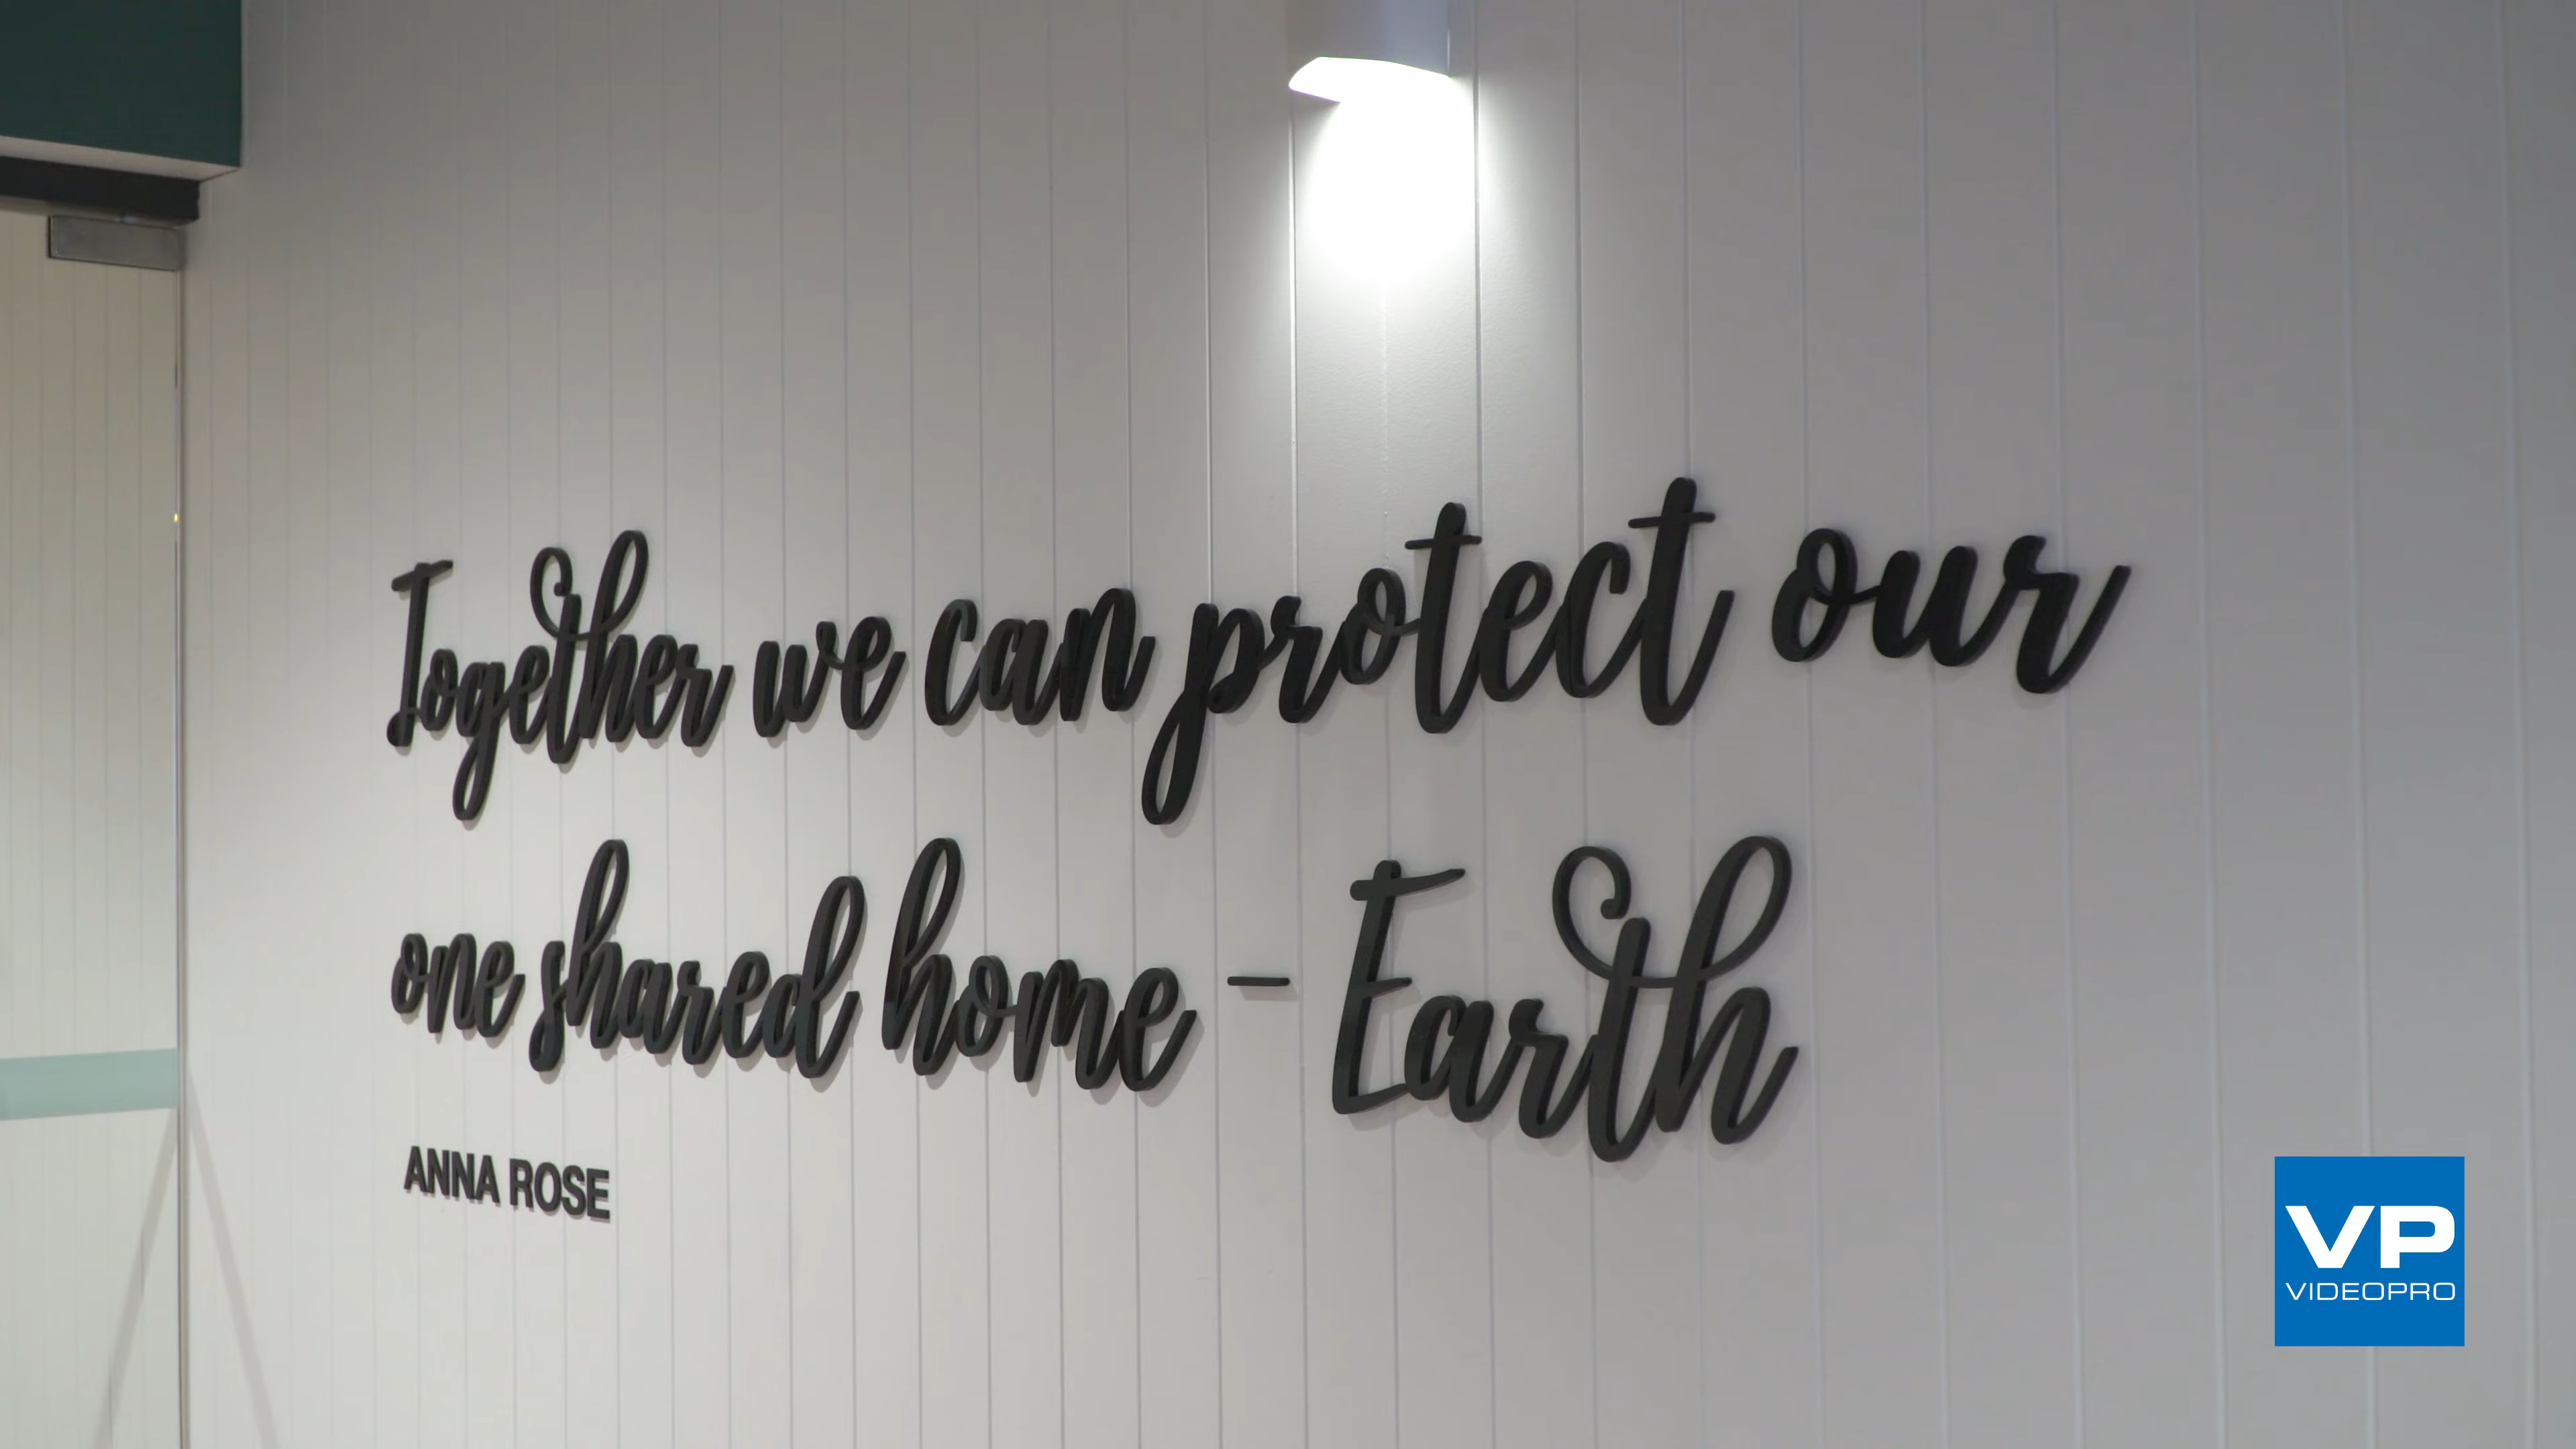 Together we can protect our
one shared home – Earth
ANNA ROSE
VP
VIDEOPRO